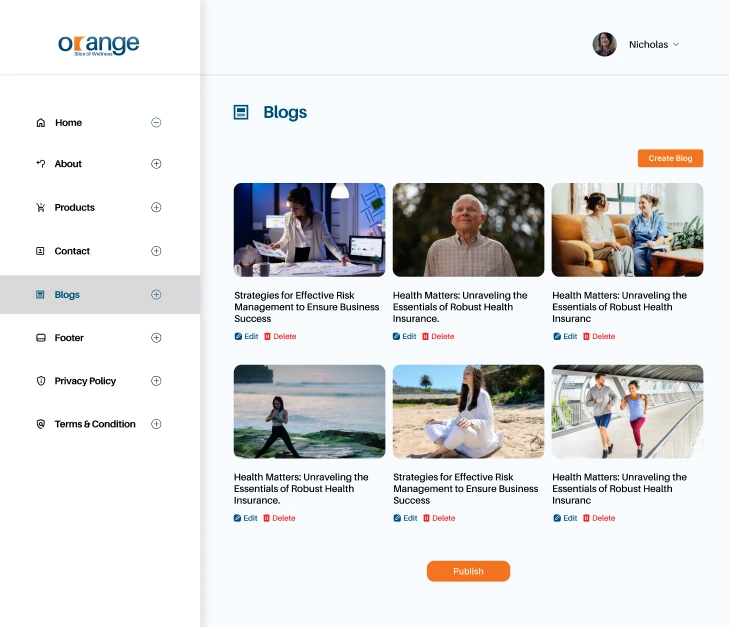 orange
Slice of Wellness
Nicholas
Home
About
Products
Contact
Blogs
Footer
Privacy Policy
Terms & Condition
Blogs
Create Blog
Strategies for Effective Risk
Management to Ensure Business
Success
Edit Delete
Health Matters: Unraveling the
Essentials of Robust Health
Insurance.
Edit Delete
Health Matters: Unraveling the
Essentials of Robust Health
Insuranc
Edit Delete
Health Matters: Unraveling the
Essentials of Robust Health
Insurance.
Edit Delete
Strategies for Effective Risk
Management to Ensure Business
Success
Edit Delete
Health Matters: Unraveling the
Essentials of Robust Health
Insuranc
Edit Delete
Publish